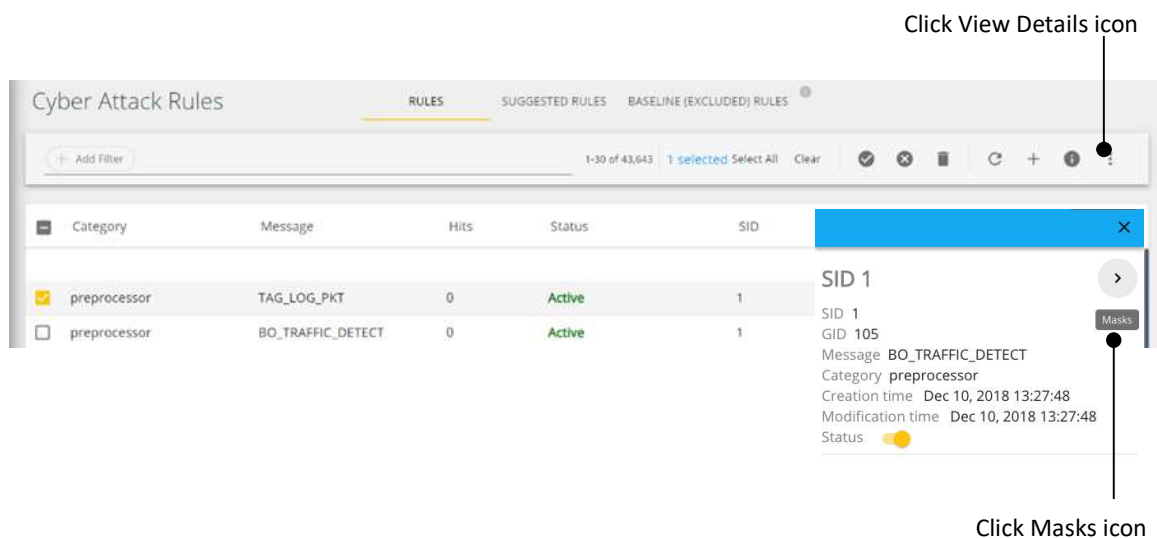 Click View Details icon
Cyber Attack Rules
RULES
SUGGESTED RULES
BASELINE (EXCLUDED) RULES
+ Add Filter
1-30 of 43,643
1 selected
Select All
Clear
Category Message Hits Status SID
preprocessor TAG_LOG_PKT 0 Active 1
preprocessor BO_TRAFFIC_DETECT 0 Active 1
SID 1
Masks
SID 1
GID 105
Message BO_TRAFFIC_DETECT
Category preprocessor
Creation time Dec 10, 2018 13:27:48
Modification time Dec 10, 2018 13:27:48
Status
Click Masks icon